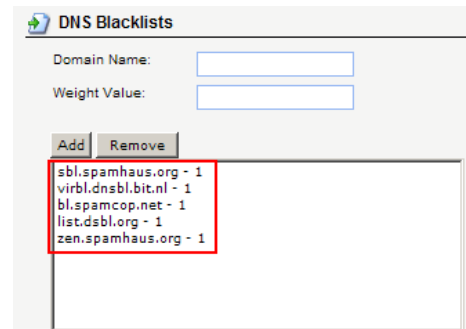 DNS Blacklists
Domain Name:
Weight Value:
Add Remove
sbl.spamhaus.org - 1
virbl.dnsbl.bit.nl - 1
bl.spamcop.net - 1
list.dsbl.org - 1
zen.spamhaus.org - 1